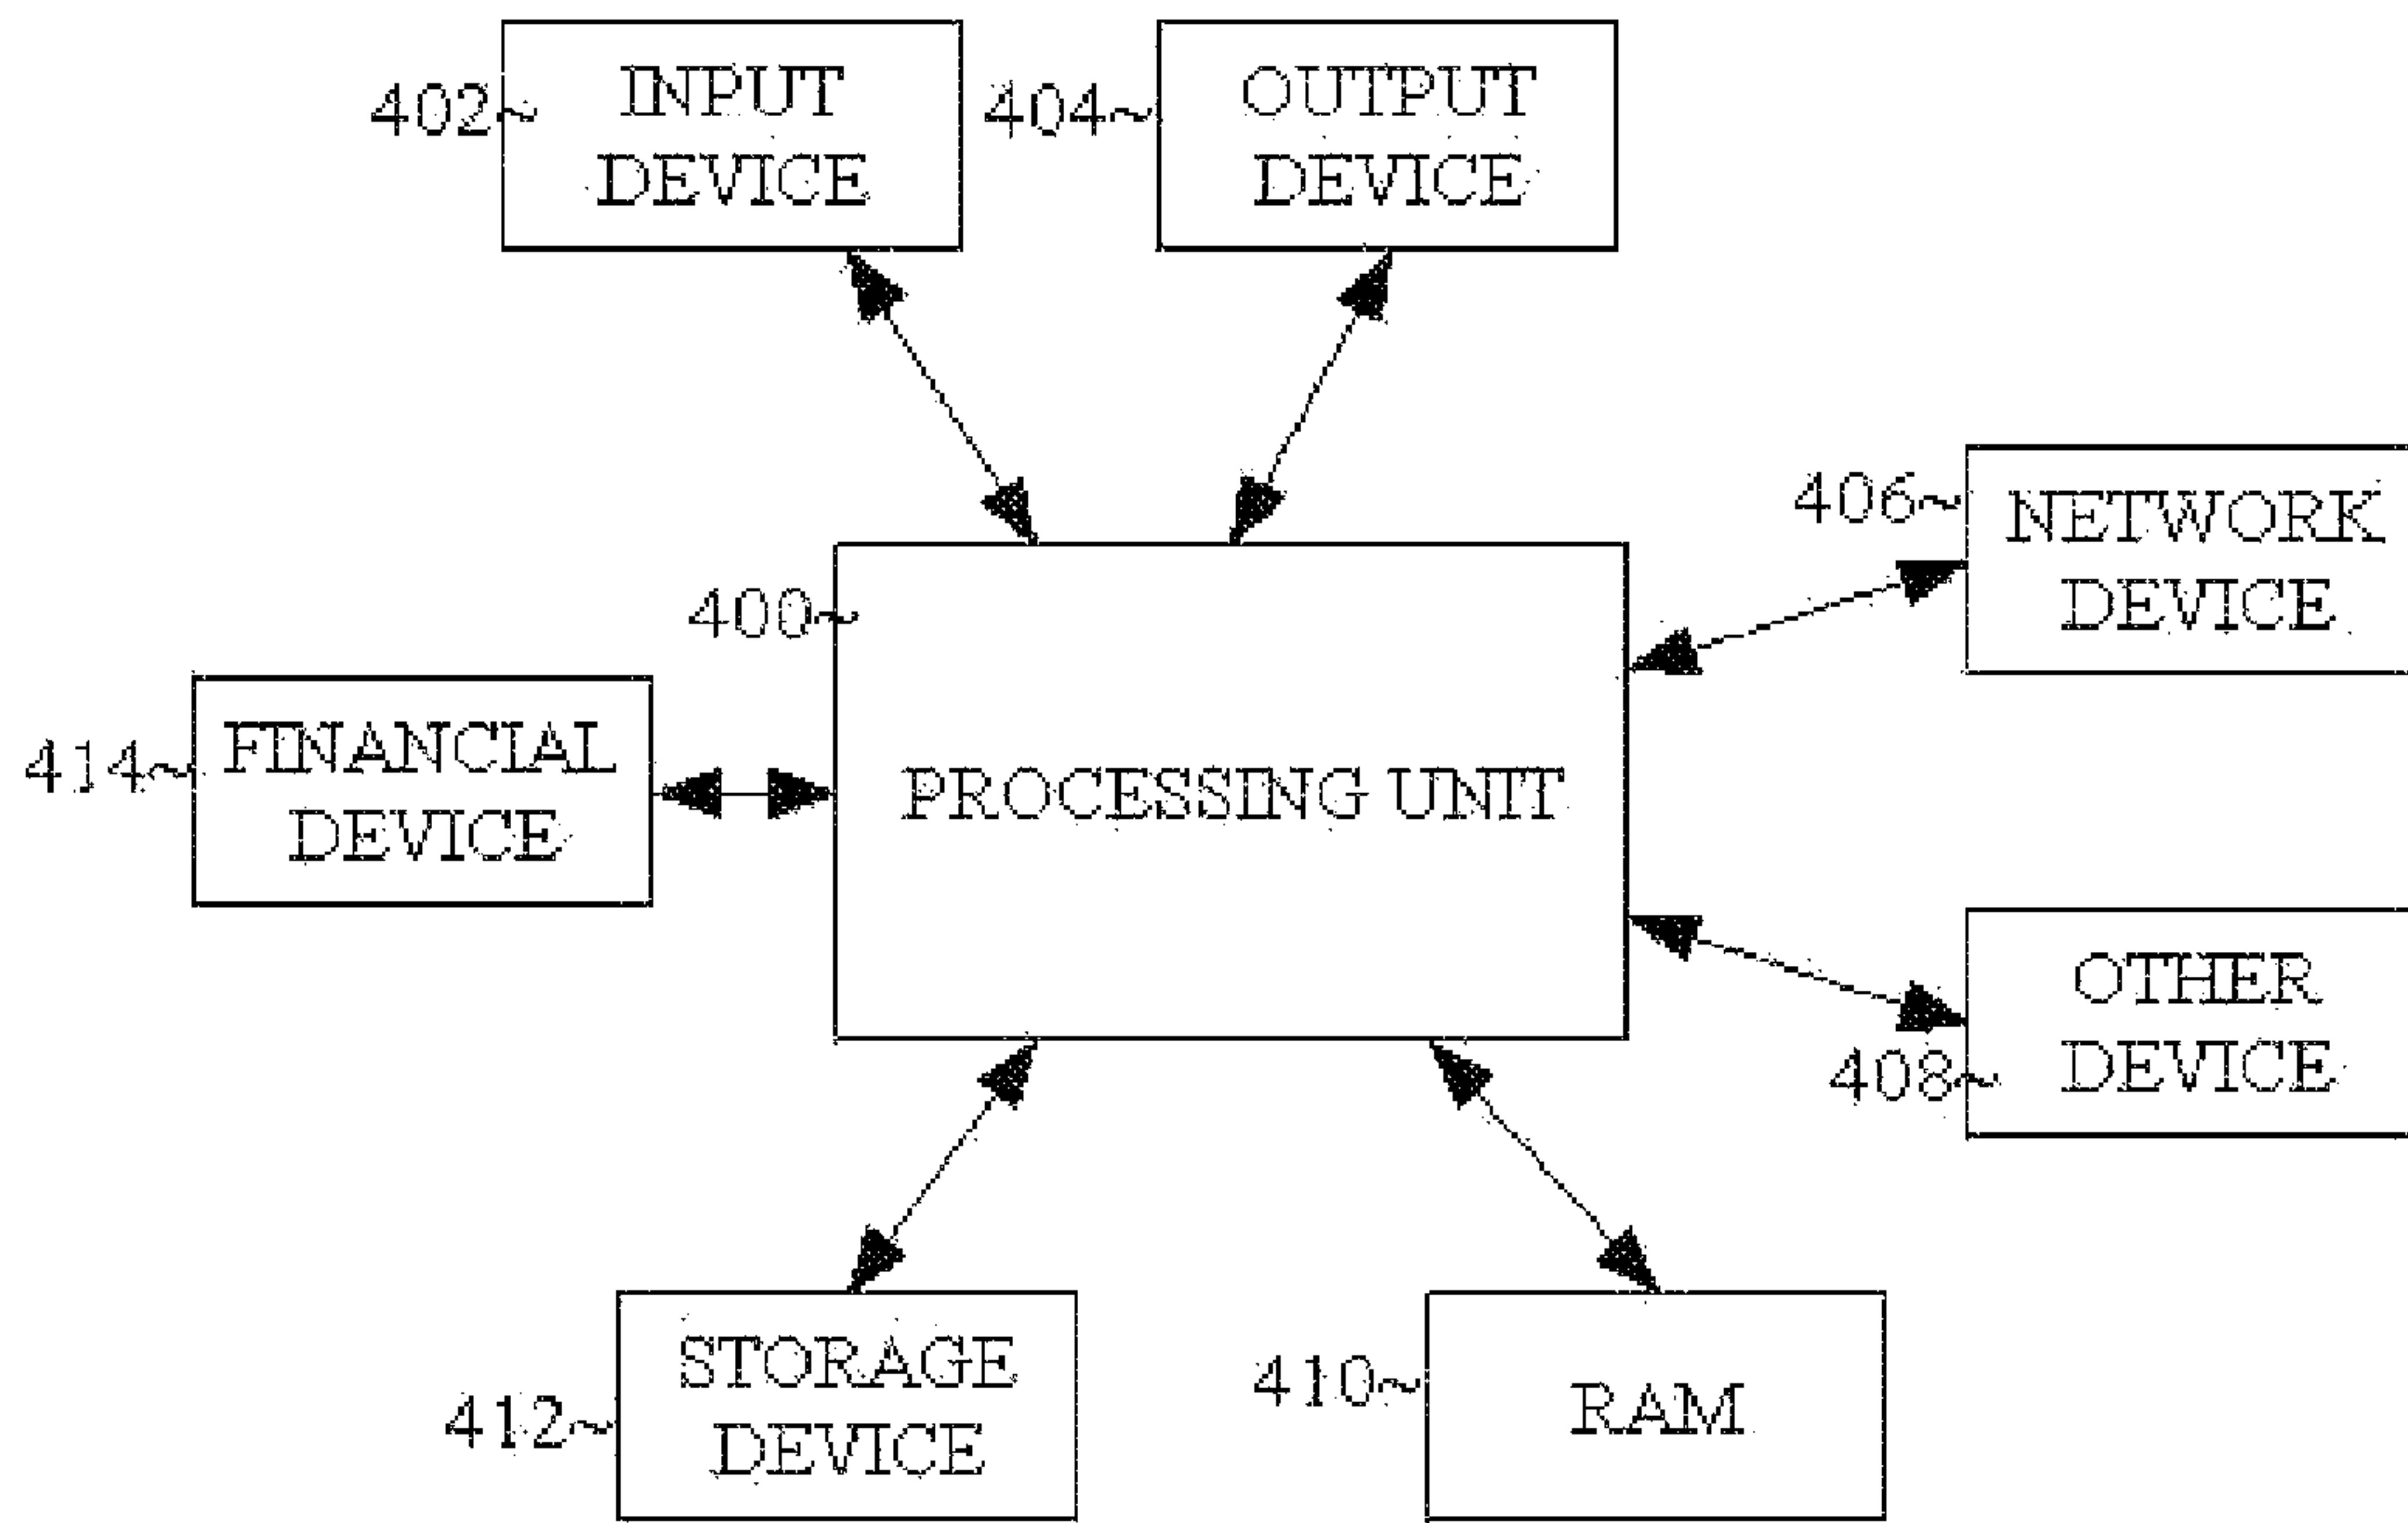 402~
INPUT
DEVICE
404~
OUTPUT
DEVICE
406~
NETWORK
DEVICE
400~
PROCESSING UNIT
414~
FINANCIAL
DEVICE
OTHER
DEVICE
408~
412~
STORAGE
DEVICE
410~
RAM